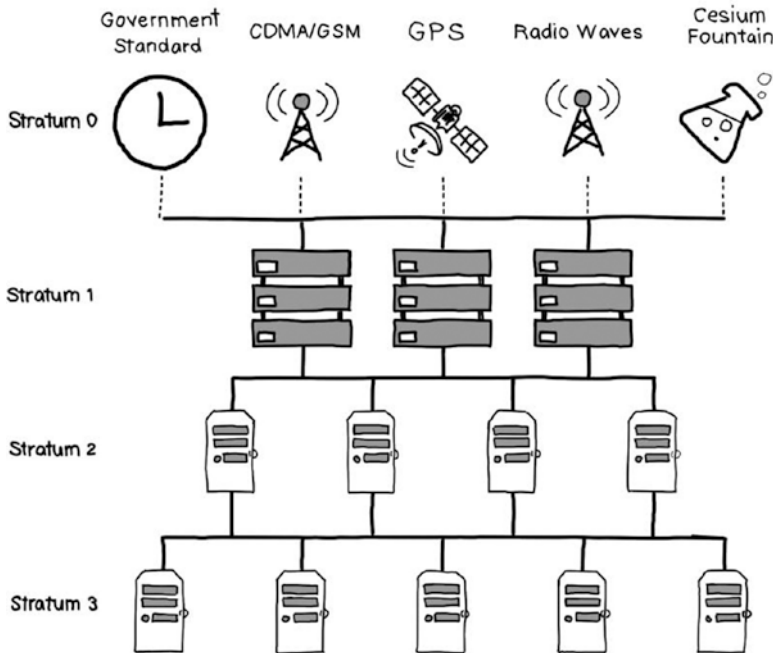 Government
Standard
CDMA/GSM
GPS
Radio Waves
Cesium
Fountain
Stratum 0
Stratum 1
Stratum 2
Stratum 3